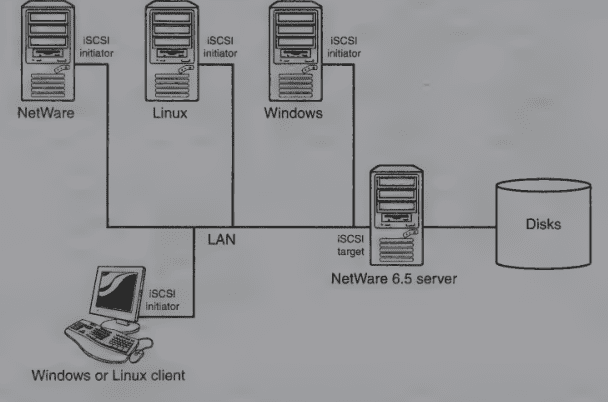 iSCSI
initiator
iSCSI
initiator
iSCSI
initiator
NetWare
Linux
Windows
Disks
LAN
iSCSI
target
NetWare 6.5 server
iSCSI
initiator
Windows or Linux client